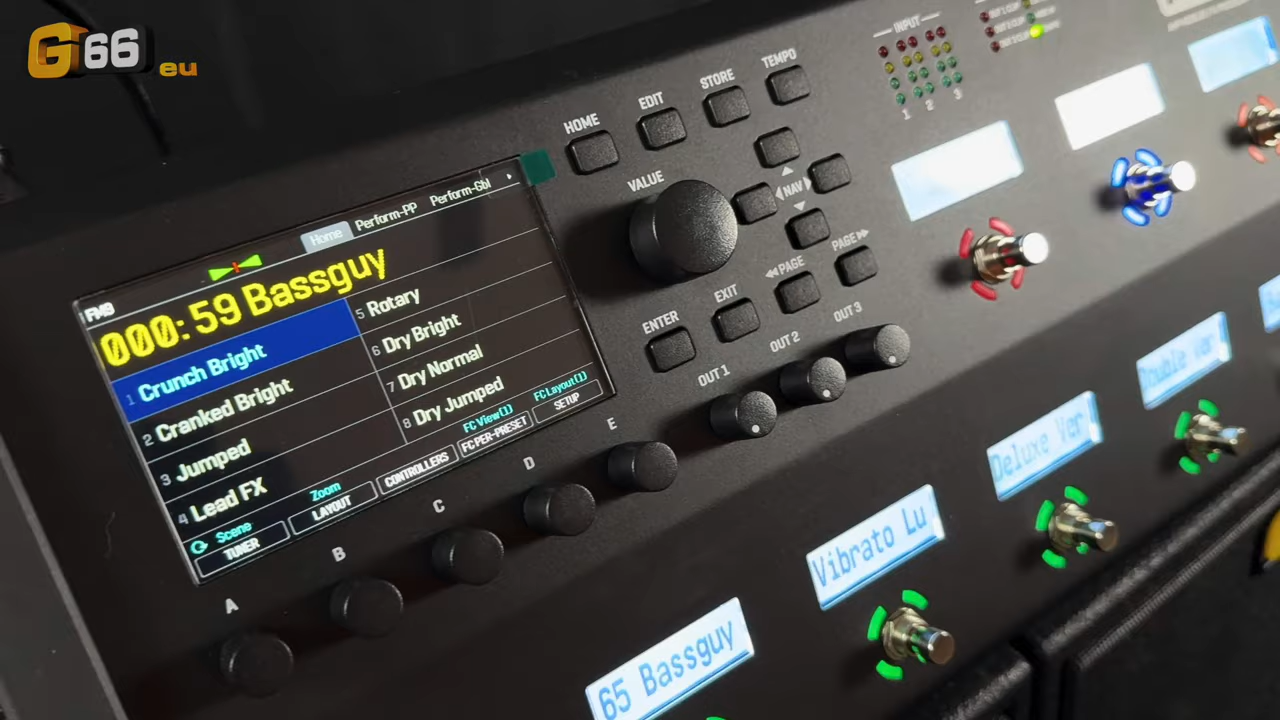 G66.eu
FM9
Home
Perform-PP
Perform-Gbl
000: 59 Bassguy
1 Crunch Bright
2 Cranked Bright
3 Jumped
4 Lead FX
5 Rotary
6 Dry Bright
7 Dry Normal
8 Dry Jumped
Scene
Zoom
FC View(1)
FC Layout(1)
TUNER
LAYOUT
CONTROLLERS
FC PER-PRESET
SETUP
A
B
C
D
E
HOME
EDIT
STORE
TEMPO
VALUE
NAV
PAGE
PAGE
ENTER
EXIT
OUT 1
OUT 2
OUT 3
INPUT
1 2 3
65 Bassguy
Vibrato Lu
Deluxe Ver
Double Ver